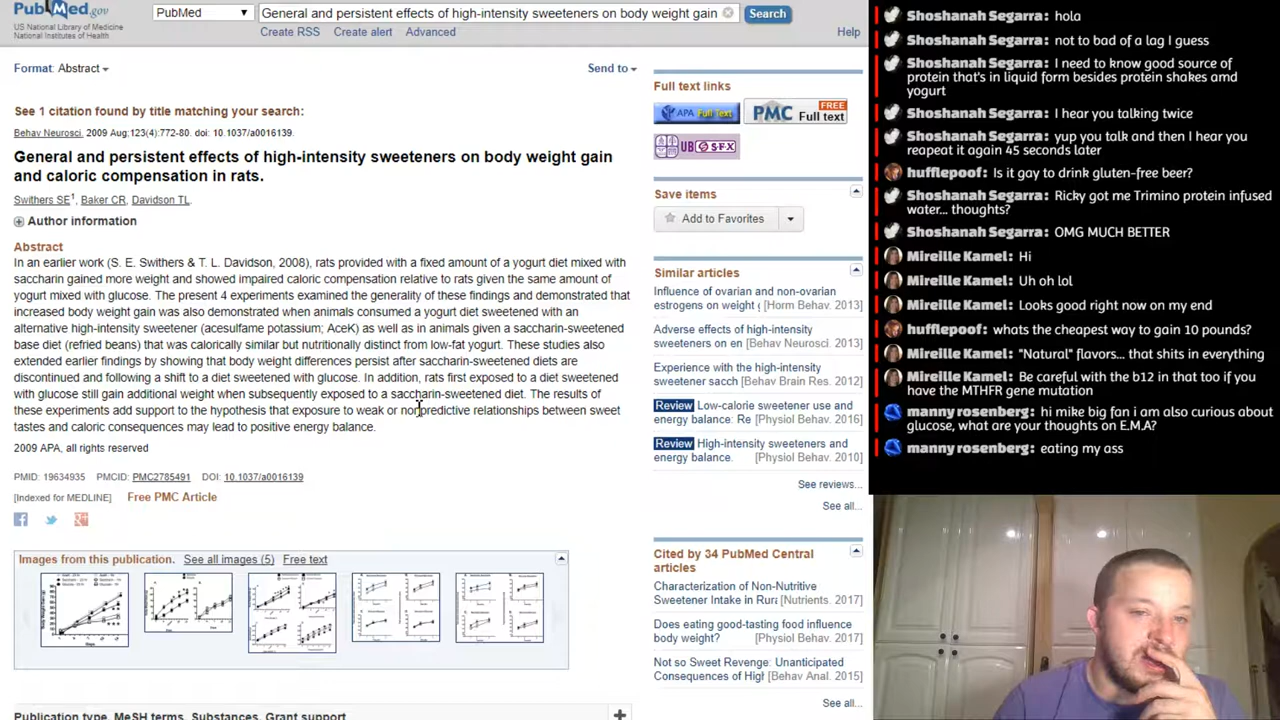 PubMed.gov
US National Library of Medicine
National Institutes of Health
PubMed
General and persistent effects of high-intensity sweeteners on body weight gain
Search
Create RSS Create alert Advanced
Help
Format: Abstract
Send to
See 1 citation found by title matching your search:
Behav Neurosci. 2009 Aug;123(4):772-80. doi: 10.1037/a0016139.
General and persistent effects of high-intensity sweeteners on body weight gain
and caloric compensation in rats.
Swithers SE1, Baker CR, Davidson TL.
Author information
Abstract
In an earlier work (S. E. Swithers & T. L. Davidson, 2008), rats provided with a fixed amount of a yogurt diet mixed with
saccharin gained more weight and showed impaired caloric compensation relative to rats given the same amount of
yogurt mixed with glucose. The present 4 experiments examined the generality of these findings and demonstrated that
increased body weight gain was also demonstrated when animals consumed a yogurt diet sweetened with an
alternative high-intensity sweetener (acesulfame potassium; AceK) as well as in animals given a saccharin-sweetened
base diet (refried beans) that was calorically similar but nutritionally distinct from low-fat yogurt. These studies also
extended earlier findings by showing that body weight differences persist after saccharin-sweetened diets are
discontinued and following a shift to a diet sweetened with glucose. In addition, rats first exposed to a diet sweetened
with glucose still gain additional weight when subsequently exposed to a saccharin-sweetened diet. The results of
these experiments add support to the hypothesis that exposure to weak or nonpredictive relationships between sweet
tastes and caloric consequences may lead to positive energy balance.
2009 APA, all rights reserved
PMID: 19634935 PMCID: PMC2785491 DOI: 10.1037/a0016139
[Indexed for MEDLINE] Free PMC Article
Images from this publication. See all images (5) Free text
Publication type, MeSH terms, Substances, Grant support
Full text links
APA Full Text
PMC FREE Full text
UB S·F·X
Save items
Add to Favorites
Similar articles
Influence of ovarian and non-ovarian
estrogens on weight g [Horm Behav. 2013]
Adverse effects of high-intensity
sweeteners on en [Behav Neurosci. 2013]
Experience with the high-intensity
sweetener sacch [Behav Brain Res. 2012]
Review Low-calorie sweetener use and
energy balance: Re [Physiol Behav. 2016]
Review High-intensity sweeteners and
energy balance. [Physiol Behav. 2010]
See reviews...
See all...
Cited by 34 PubMed Central
articles
Characterization of Non-Nutritive
Sweetener Intake in Rura [Nutrients. 2017]
Does eating good-tasting food influence
body weight? [Physiol Behav. 2017]
Not so Sweet Revenge: Unanticipated
Consequences of High [Behav Anal. 2015]
See all...
Shoshanah Segarra: hola
Shoshanah Segarra: not to bad of a lag I guess
Shoshanah Segarra: I need to know good source of
protein that's in liquid form besides protein shakes amd
yogurt
Shoshanah Segarra: I hear you talking twice
Shoshanah Segarra: yup you talk and then I hear you
reapeat it again 45 seconds later
hufflepoof: Is it gay to drink gluten-free beer?
Shoshanah Segarra: Ricky got me Trimino protein infused
water... thoughts?
Shoshanah Segarra: OMG MUCH BETTER
Mireille Kamel: Hi
Mireille Kamel: Uh oh lol
Mireille Kamel: Looks good right now on my end
hufflepoof: whats the cheapest way to gain 10 pounds?
Mireille Kamel: "Natural" flavors... that shits in everything
Mireille Kamel: Be careful with the b12 in that too if you
have the MTHFR gene mutation
manny rosenberg: hi mike big fan i am also curious about
glucose, what are your thoughts on E.M.A?
manny rosenberg: eating my ass